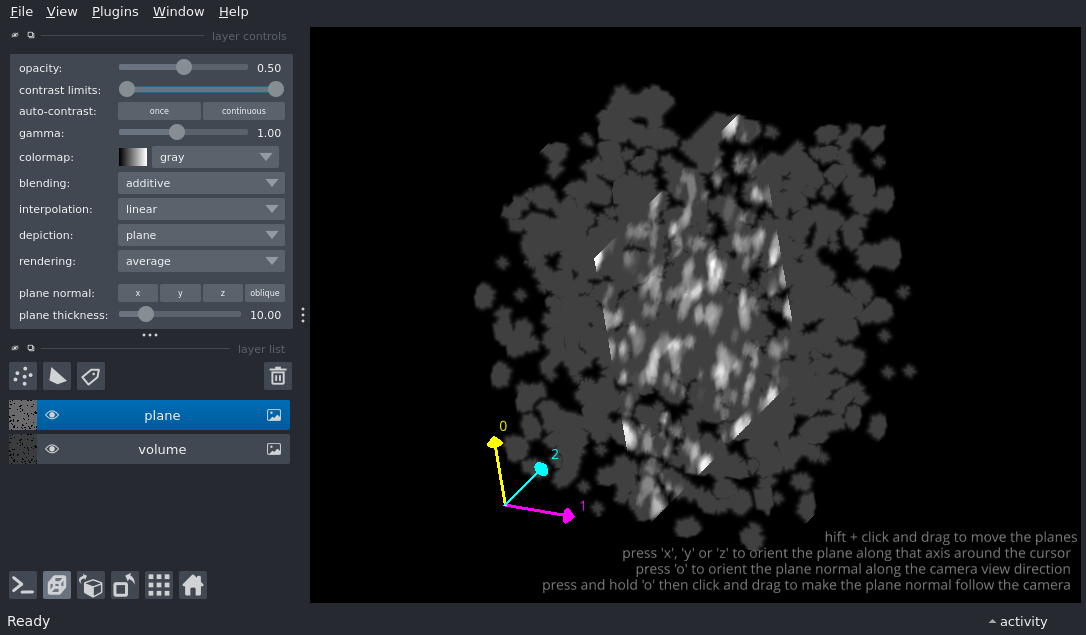 File View Plugins Window Help
layer controls
opacity: 0.50
contrast limits:
auto-contrast: once continuous
gamma: 1.00
colormap: gray
blending: additive
interpolation: linear
depiction: plane
rendering: average
plane normal: x y z oblique
plane thickness: 10.00
layer list
plane
volume
0
2
1
hift + click and drag to move the planes
press 'x', 'y' or 'z' to orient the plane along that axis around the cursor
press 'o' to orient the plane normal along the camera view direction
press and hold 'o' then click and drag to make the plane normal follow the camera
Ready
activity